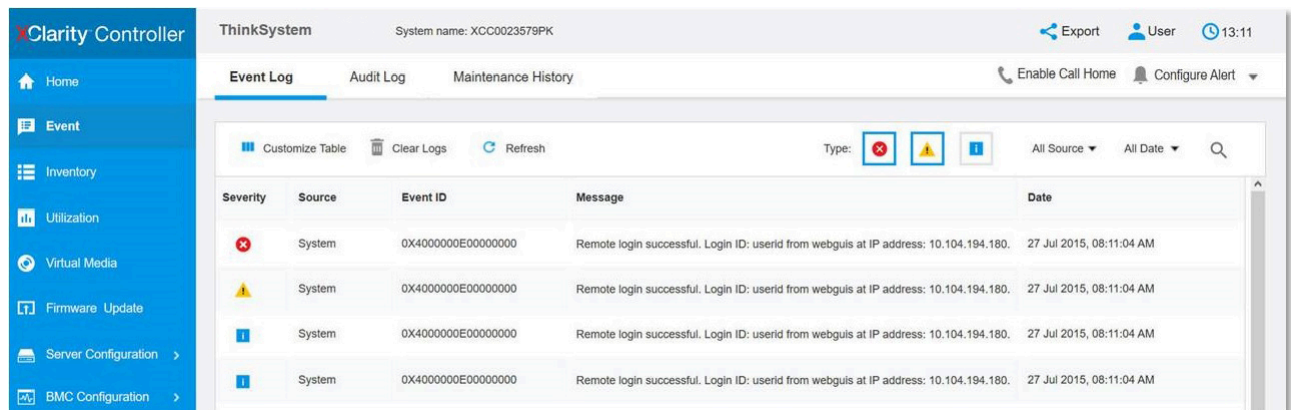 XClarity Controller
ThinkSystem System name: XCC0023579PK Export User 13:11
Home
Event Log Audit Log Maintenance History Enable Call Home Configure Alert
Event
Customize Table Clear Logs Refresh Type: All Source All Date
Inventory
Severity Source Event ID Message Date
Utilization
System 0X4000000E00000000 Remote login successful. Login ID: userid from webguis at IP address: 10.104.194.180. 27 Jul 2015, 08:11:04 AM
Virtual Media
System 0X4000000E00000000 Remote login successful. Login ID: userid from webguis at IP address: 10.104.194.180. 27 Jul 2015, 08:11:04 AM
Firmware Update
System 0X4000000E00000000 Remote login successful. Login ID: userid from webguis at IP address: 10.104.194.180. 27 Jul 2015, 08:11:04 AM
Server Configuration
System 0X4000000E00000000 Remote login successful. Login ID: userid from webguis at IP address: 10.104.194.180. 27 Jul 2015, 08:11:04 AM
BMC Configuration